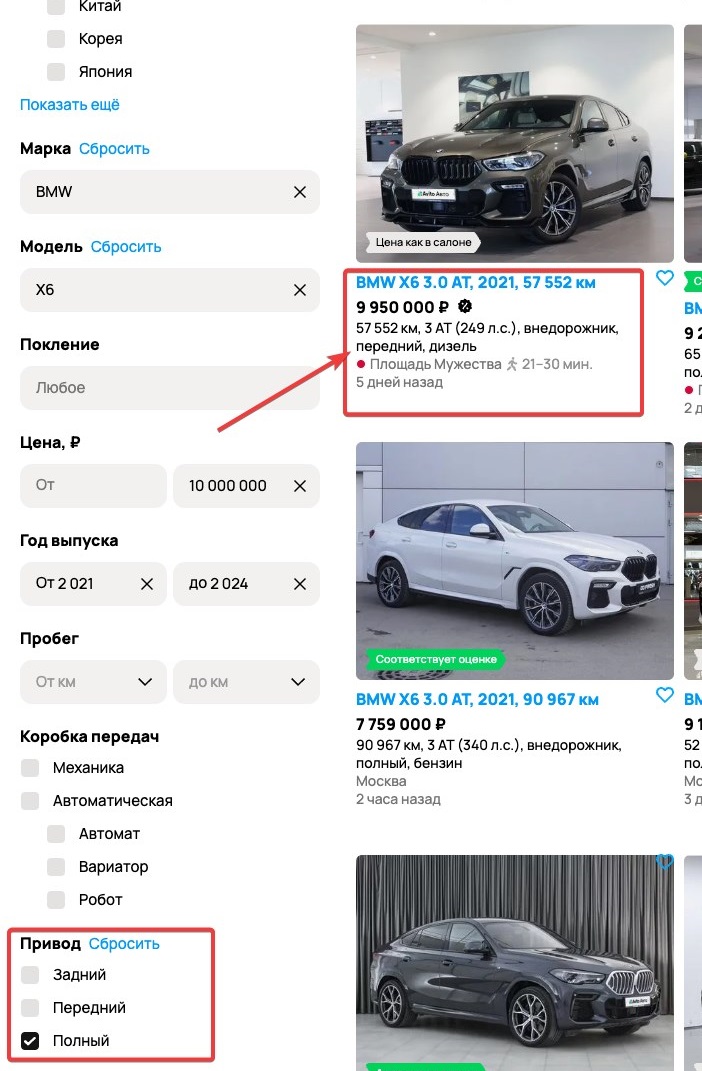 Китай
Корея
Япония
Показать ещё
Марка Сбросить
BMW
Модель Сбросить
X6
Покление
Любое
Цена, ₽
От
10 000 000
Год выпуска
От 2 021
до 2 024
Пробег
От км
до км
Коробка передач
Механика
Автоматическая
Автомат
Вариатор
Робот
Привод Сбросить
Задний
Передний
Полный
Avito Авто
Цена как в салоне
BMW X6 3.0 AT, 2021, 57 552 км
9 950 000 ₽
57 552 км, 3 AT (249 л.с.), внедорожник,
передний, дизель
Площадь Мужества 21–30 мин.
5 дней назад
Соответствует оценке
BMW X6 3.0 AT, 2021, 90 967 км
7 759 000 ₽
90 967 км, 3 AT (340 л.с.), внедорожник,
полный, бензин
Москва
2 часа назад
Avito Авто